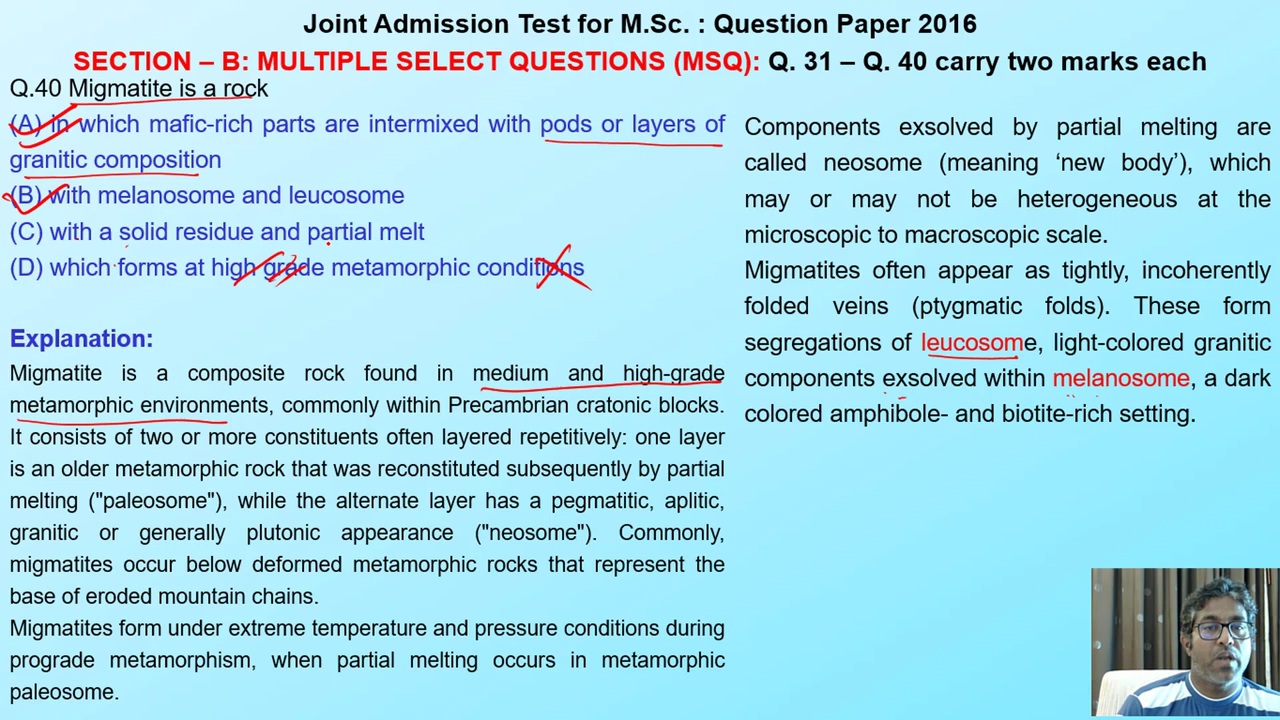 Joint Admission Test for M.Sc. : Question Paper 2016
SECTION – B: MULTIPLE SELECT QUESTIONS (MSQ): Q. 31 – Q. 40 carry two marks each
Q.40 Migmatite is a rock
(A) in which mafic-rich parts are intermixed with pods or layers of
granitic composition
(B) with melanosome and leucosome
(C) with a solid residue and partial melt
(D) which forms at high grade metamorphic conditions
Explanation:
Migmatite is a composite rock found in medium and high-grade
metamorphic environments, commonly within Precambrian cratonic blocks.
It consists of two or more constituents often layered repetitively: one layer
is an older metamorphic rock that was reconstituted subsequently by partial
melting ("paleosome"), while the alternate layer has a pegmatitic, aplitic,
granitic or generally plutonic appearance ("neosome"). Commonly,
migmatites occur below deformed metamorphic rocks that represent the
base of eroded mountain chains.
Migmatites form under extreme temperature and pressure conditions during
prograde metamorphism, when partial melting occurs in metamorphic
paleosome.
Components exsolved by partial melting are
called neosome (meaning ‘new body’), which
may or may not be heterogeneous at the
microscopic to macroscopic scale.
Migmatites often appear as tightly, incoherently
folded veins (ptygmatic folds). These form
segregations of leucosome, light-colored granitic
components exsolved within melanosome, a dark
colored amphibole- and biotite-rich setting.